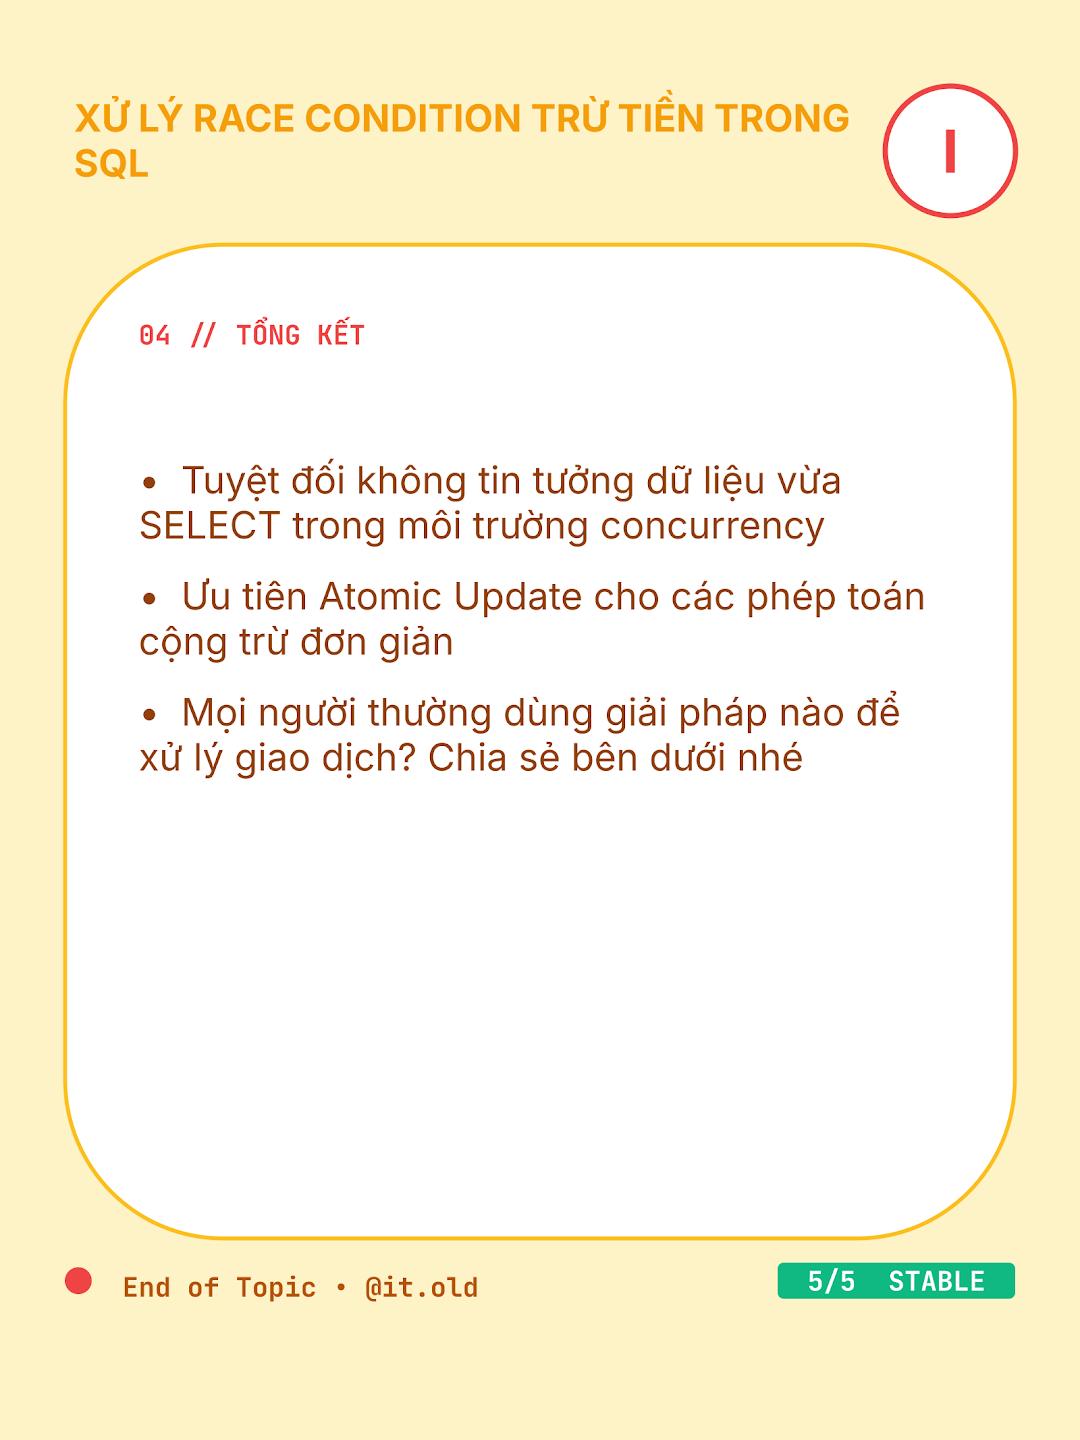 XỬ LÝ RACE CONDITION TRỪ TIỀN TRONG
SQL
I
04 // TỔNG KẾT
• Tuyệt đối không tin tưởng dữ liệu vừa
SELECT trong môi trường concurrency
• Ưu tiên Atomic Update cho các phép toán
cộng trừ đơn giản
• Mọi người thường dùng giải pháp nào để
xử lý giao dịch? Chia sẻ bên dưới nhé
End of Topic • @it.old
5/5 STABLE